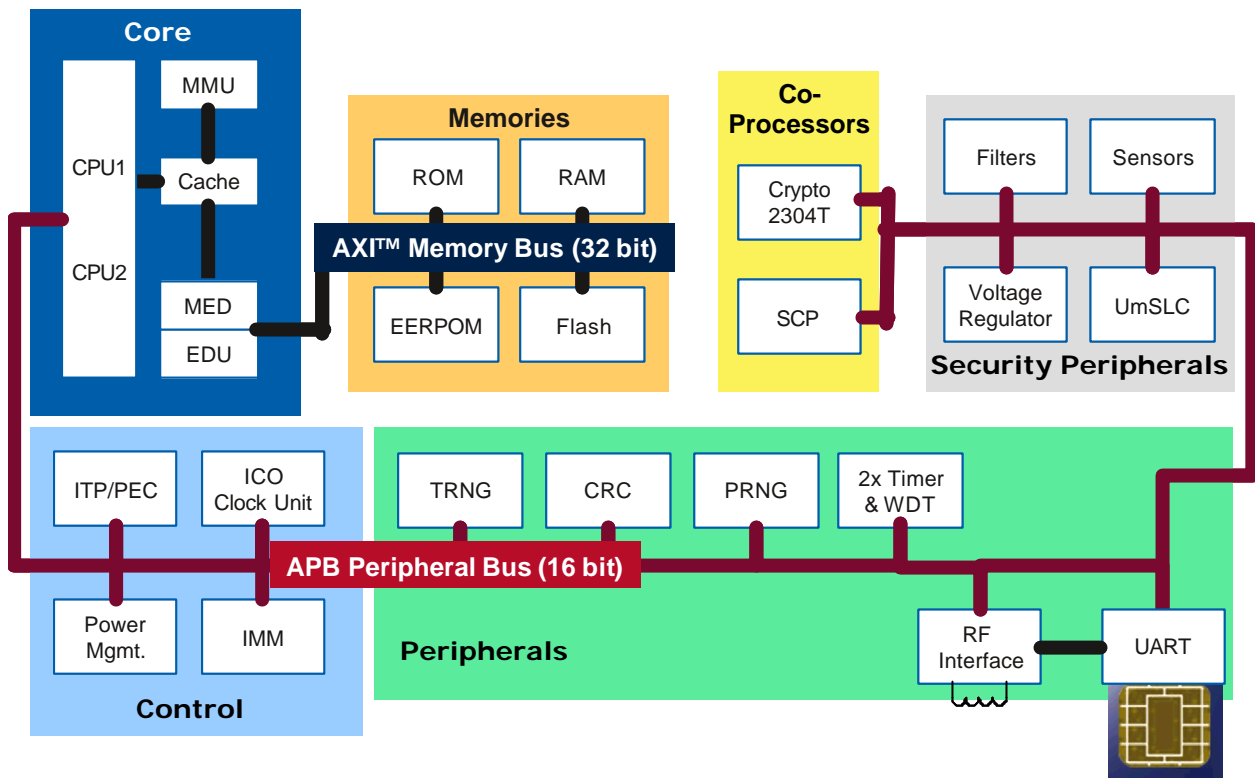 Core
CPU1
CPU2
MMU
Cache
MED
EDU
Memories
ROM
RAM
AXI™ Memory Bus (32 bit)
EERPOM
Flash
Co-
Processors
Crypto
2304T
SCP
Filters
Sensors
Voltage
Regulator
UmSLC
Security Peripherals
ITP/PEC
ICO
Clock Unit
Power
Mgmt.
IMM
Control
APB Peripheral Bus (16 bit)
TRNG
CRC
PRNG
2x Timer
& WDT
RF
Interface
UART
Peripherals